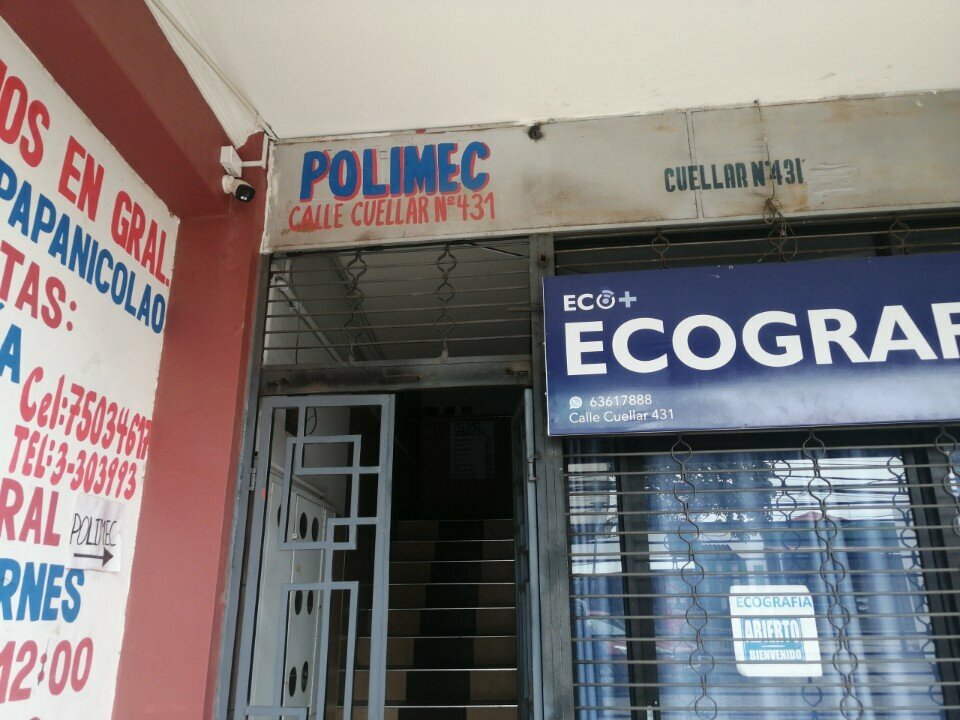 OS EN GRAL.
PAPANICOLAO
TAS:
A
Cel:75034617
TEL:3-303993
RAL
POLIMEC
RNES
12:00
POLIMEC
CALLE CUELLAR Nº431
CUELLAR Nº431
ECO+
ECOGRAF
63617888
Calle Cuellar 431
ECOGRAFIA
ABIERTO
BIENVENIDO